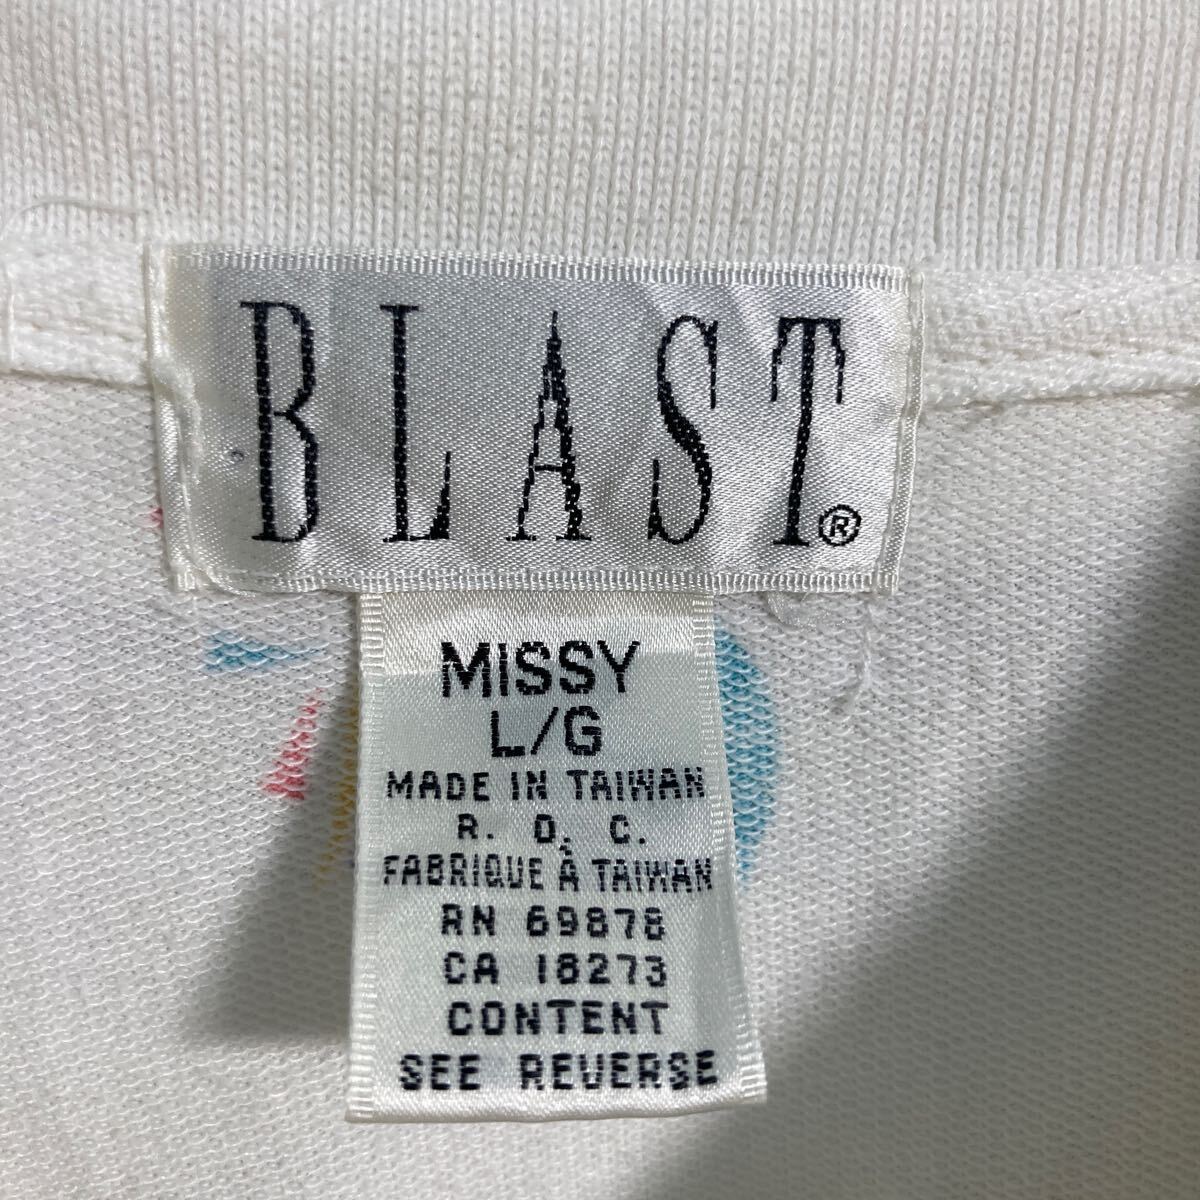 BLAST®
MISSY
L/G
MADE IN TAIWAN
R. O. C.
FABRIQUE À TAIWAN
RN 69878
CA 18273
CONTENT
SEE REVERSE